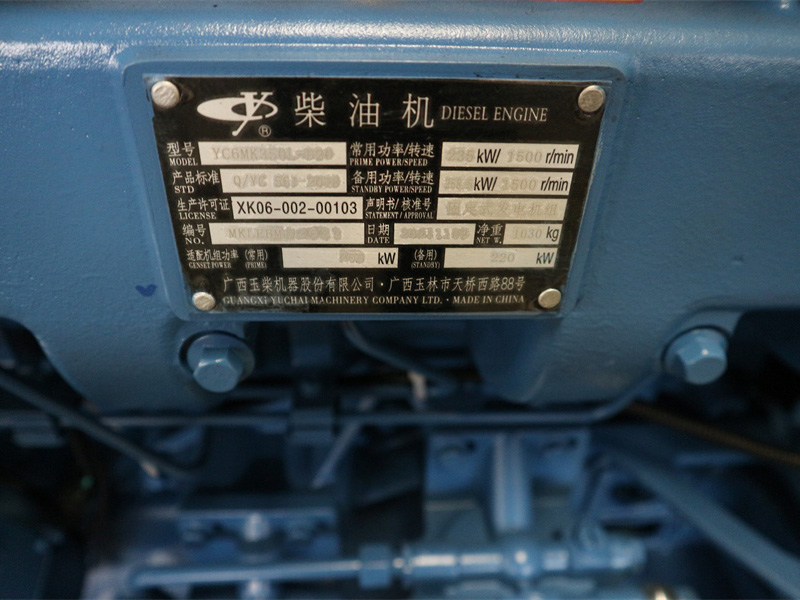 柴油机 DIESEL ENGINE
型号 常用功率/转速 kW/ 1500 r/min
MODEL PRIME POWER/SPEED
产品标准 备用功率/转速 kW/ 1500 r/min
STD STANDBY POWER/SPEED
生产许可证 XK06-002-00103 声明书/核准号
LICENSE STATEMENT / APPROVAL
编号 日期 净重 1030 kg
NO. DATE NET W.
适配机组功率 (常用) kW (备用) kW
GENSET POWER (PRIME) (STANDBY)
广西玉柴机器股份有限公司·广西玉林市天桥西路88号
GUANGXI YUCHAI MACHINERY COMPANY LTD. · MADE IN CHINA